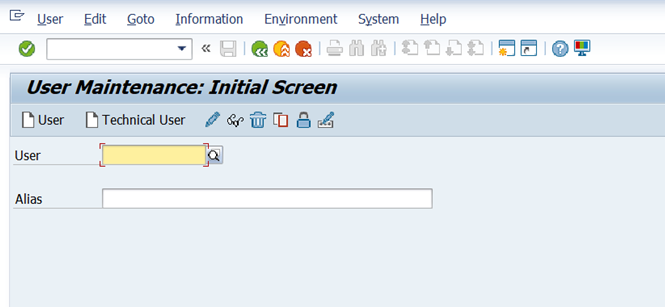 User Edit Goto Information Environment System Help
User Maintenance: Initial Screen
User Technical User
User
Alias